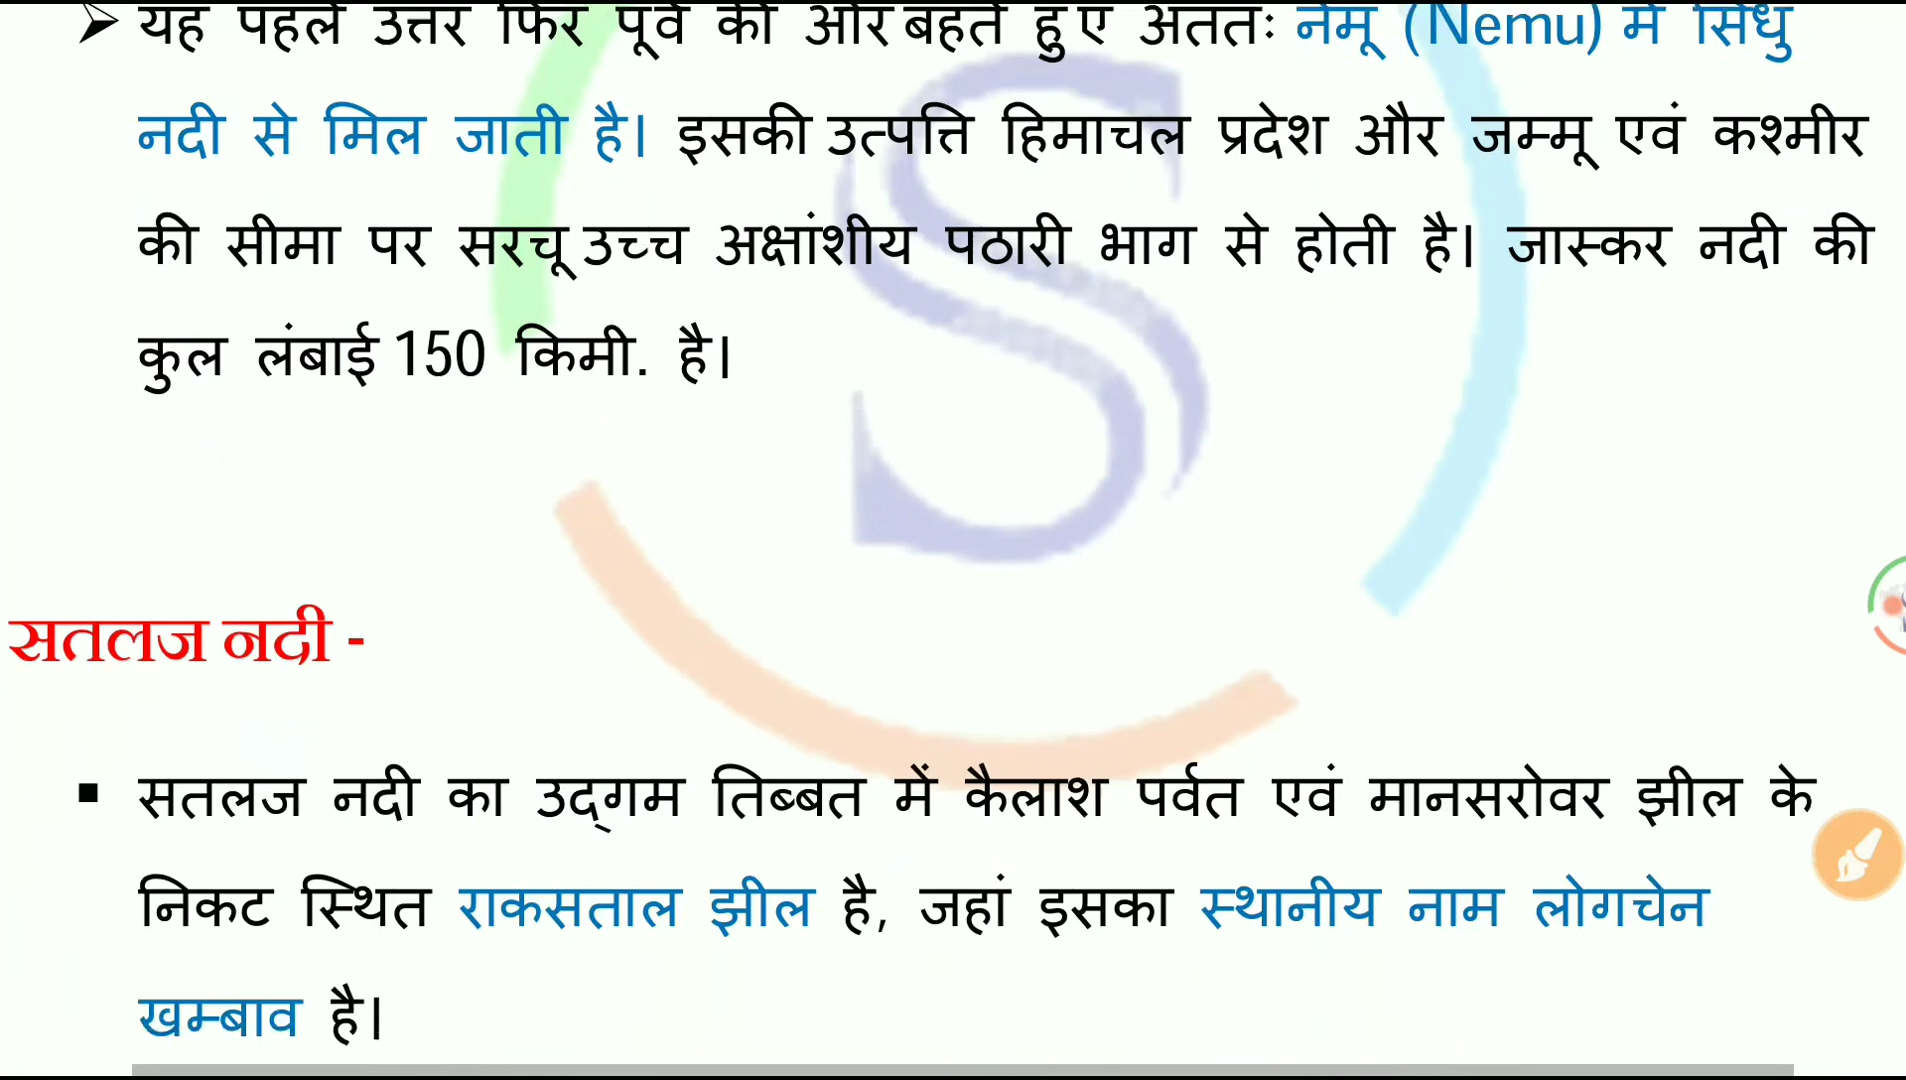 ➤ यह पहले उत्तर फिर पूर्व की ओर बहते हुए अंततः नेमू (Nemu) में सिंधु
नदी से मिल जाती है। इसकी उत्पत्ति हिमाचल प्रदेश और जम्मू एवं कश्मीर
की सीमा पर सरचू उच्च अक्षांशीय पठारी भाग से होती है। जास्कर नदी की
कुल लंबाई 150 किमी. है।
सतलज नदी -
▪ सतलज नदी का उद्‌गम तिब्बत में कैलाश पर्वत एवं मानसरोवर झील के
निकट स्थित राकसताल झील है, जहां इसका स्थानीय नाम लोगचेन
खम्बाव है।
S